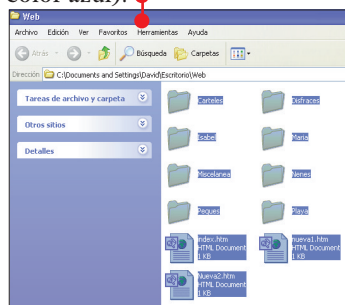 color azul).
Web
Archivo Edición Ver Favoritos Herramientas Ayuda
Atrás Búsqueda Carpetas
Dirección C:\Documents and Settings\David\Escritorio\Web
Tareas de archivo y carpeta
Otros sitios
Detalles
Carteles Disfraces
Isabel Maria
Miscelanea Nenes
Peques Playa
index.htm nueva1.htm
HTML Document HTML Document
1 KB 1 KB
Nueva2.htm
HTML Document
1 KB